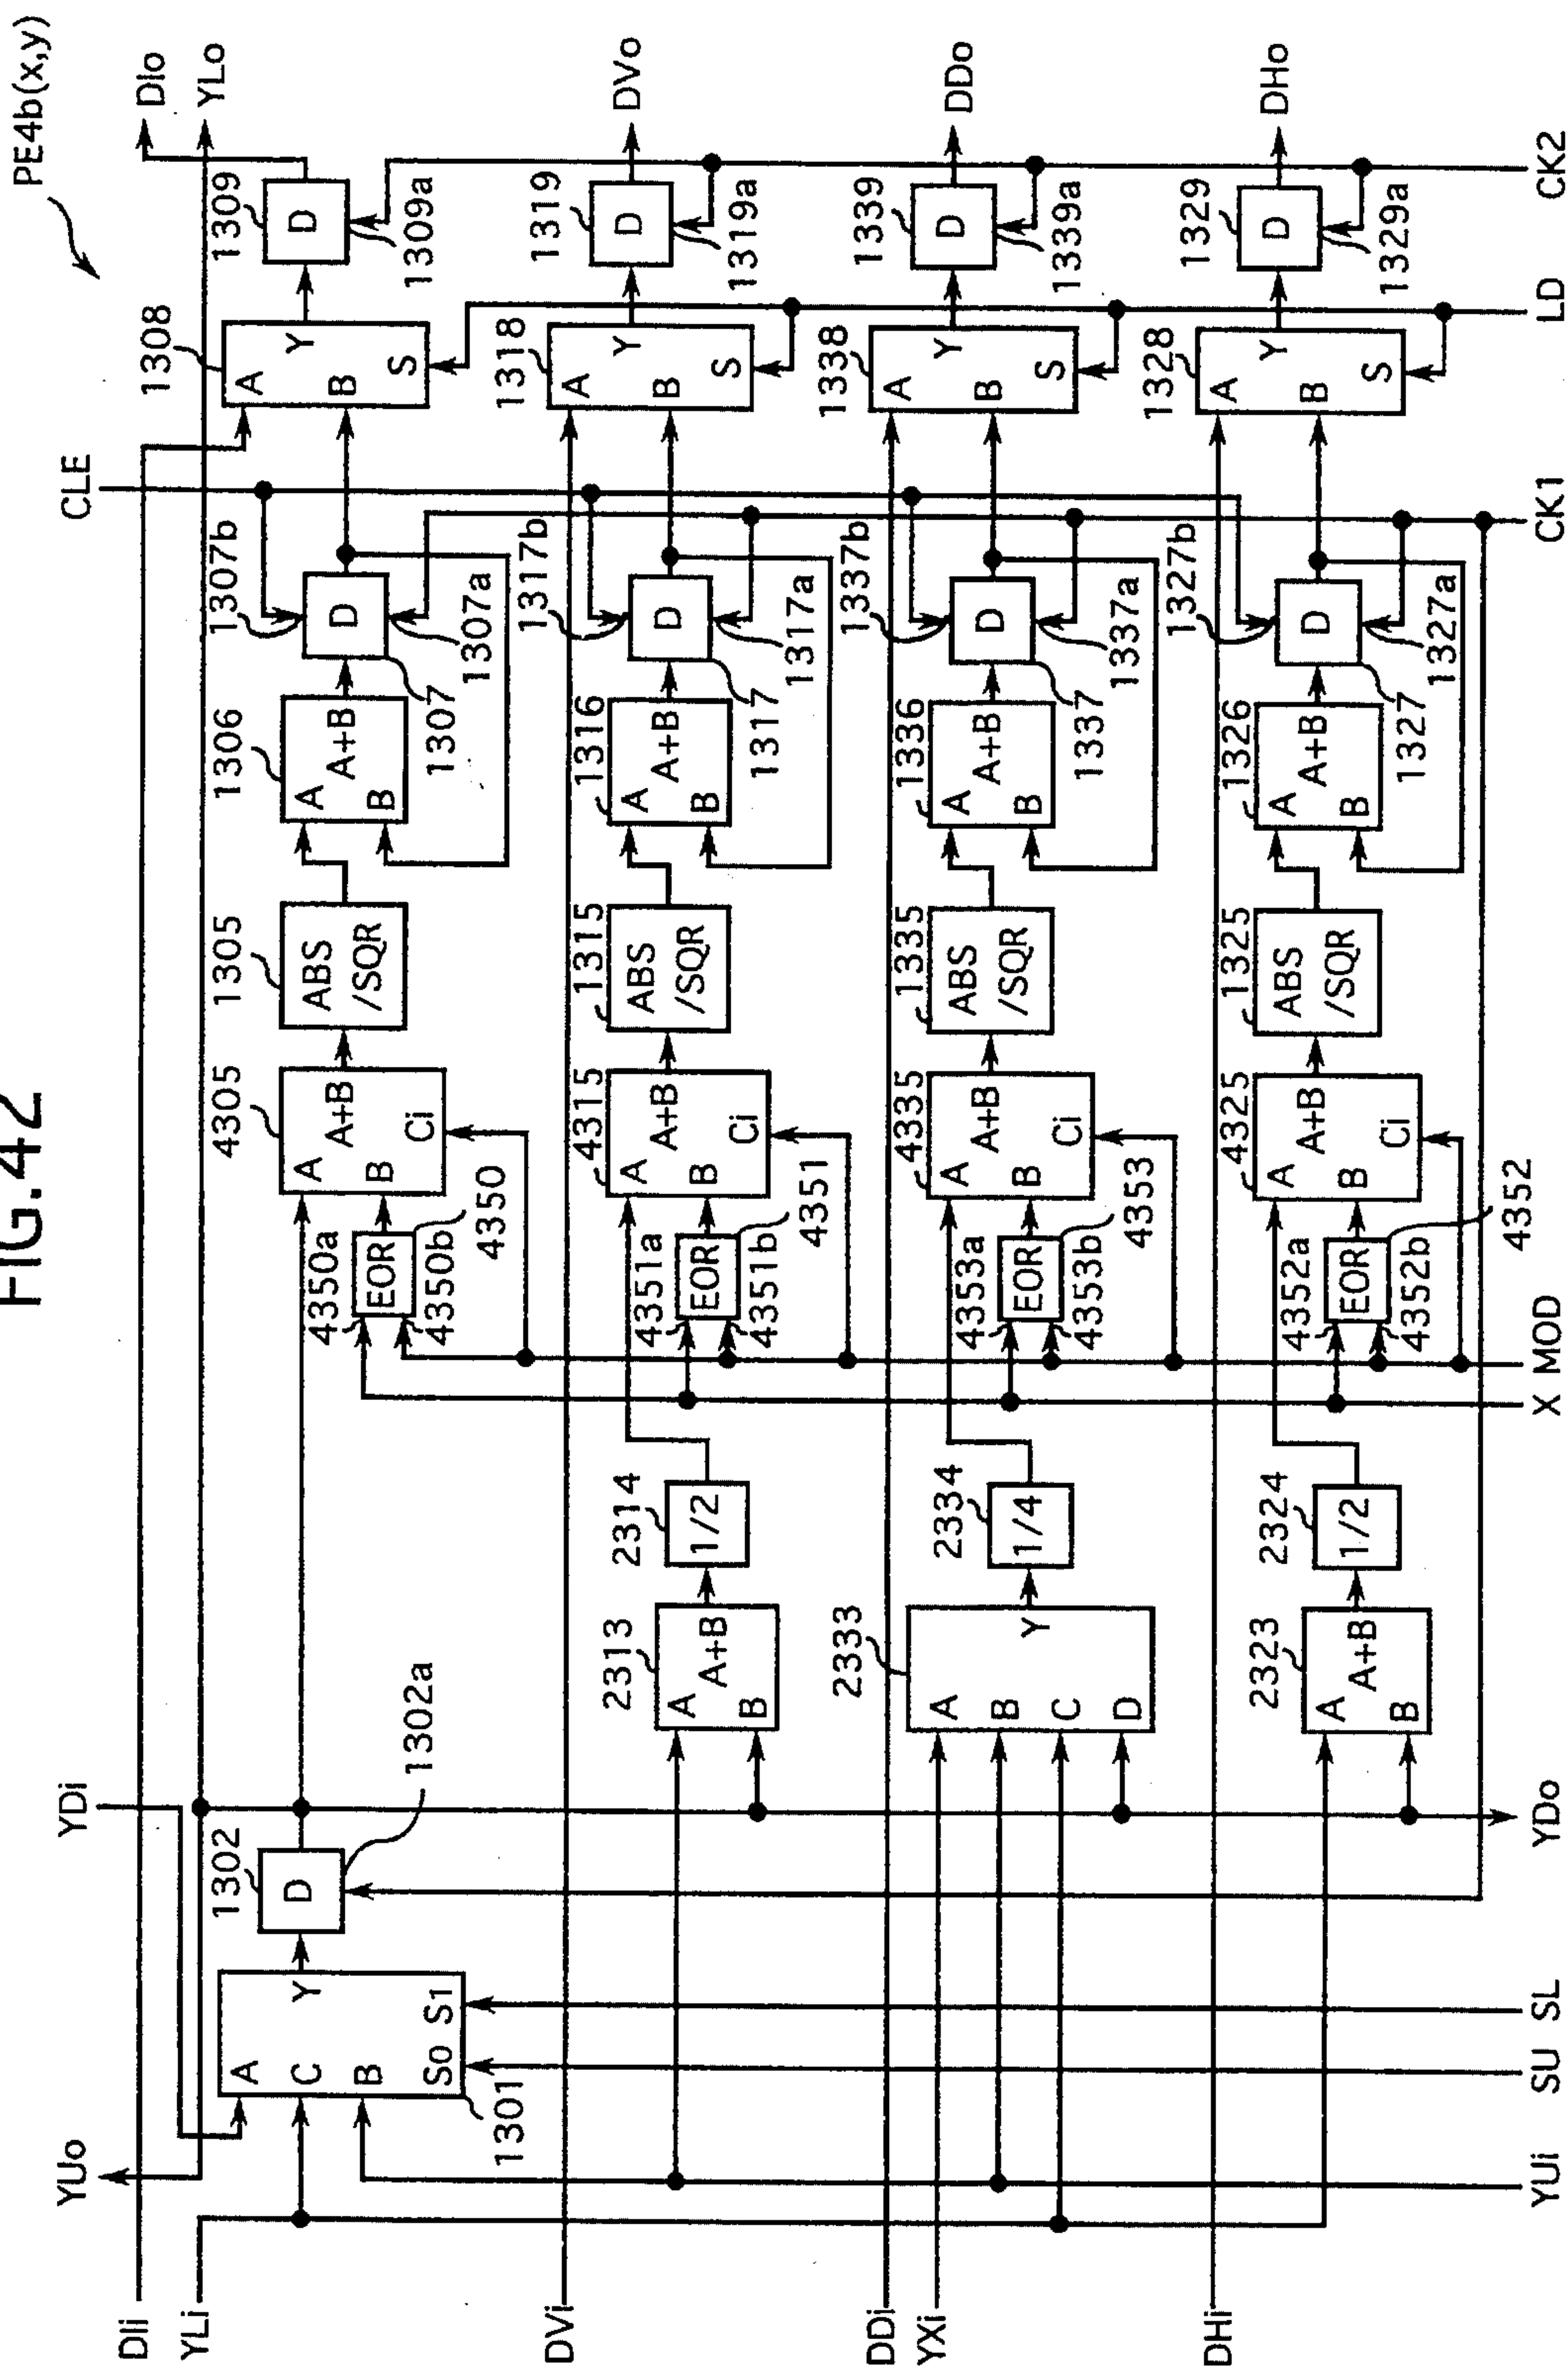 FIG.42
PE4b(x,y)
YUo
YDi
CLE
DIi
DIo
YLi
YLo
1301
A
C
B
Y
So S1
1302
D
1302a
4350a
EOR
4350b
4350
4305
A
B
A+B
Ci
1305
ABS
/SQR
1306
A
A+B
B
1307b
D
1307a
1307
1308
A
Y
B
S
1309
D
1309a
DVi
2313
A
A+B
B
2314
1/2
4351a
EOR
4351b
4351
4315
A
A+B
B
Ci
1315
ABS
/SQR
1316
A
A+B
B
1317b
D
1317a
1317
1318
A
Y
B
S
1319
D
1319a
DVo
DDi
YXi
2333
A
B
C
D
Y
2334
1/4
4353a
EOR
4353b
4353
4335
A
A+B
B
Ci
1335
ABS
/SQR
1336
A
A+B
B
1337b
D
1337a
1337
1338
A
Y
B
S
1339
D
1339a
DDo
DHi
2323
A
A+B
B
2324
1/2
4352a
EOR
4352b
4352
4325
A
A+B
B
Ci
1325
ABS
/SQR
1326
A
A+B
B
1327b
D
1327a
1327
1328
A
Y
B
S
1329
D
1329a
DHo
YUi
SU
SL
YDo
X
MOD
CK1
LD
CK2